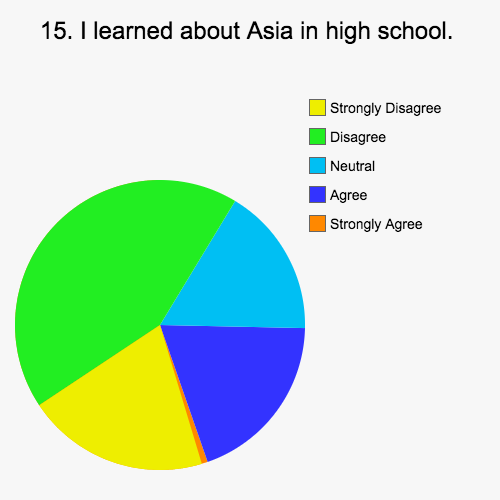 15. I learned about Asia in high school.
Strongly Disagree
Disagree
Neutral
Agree
Strongly Agree